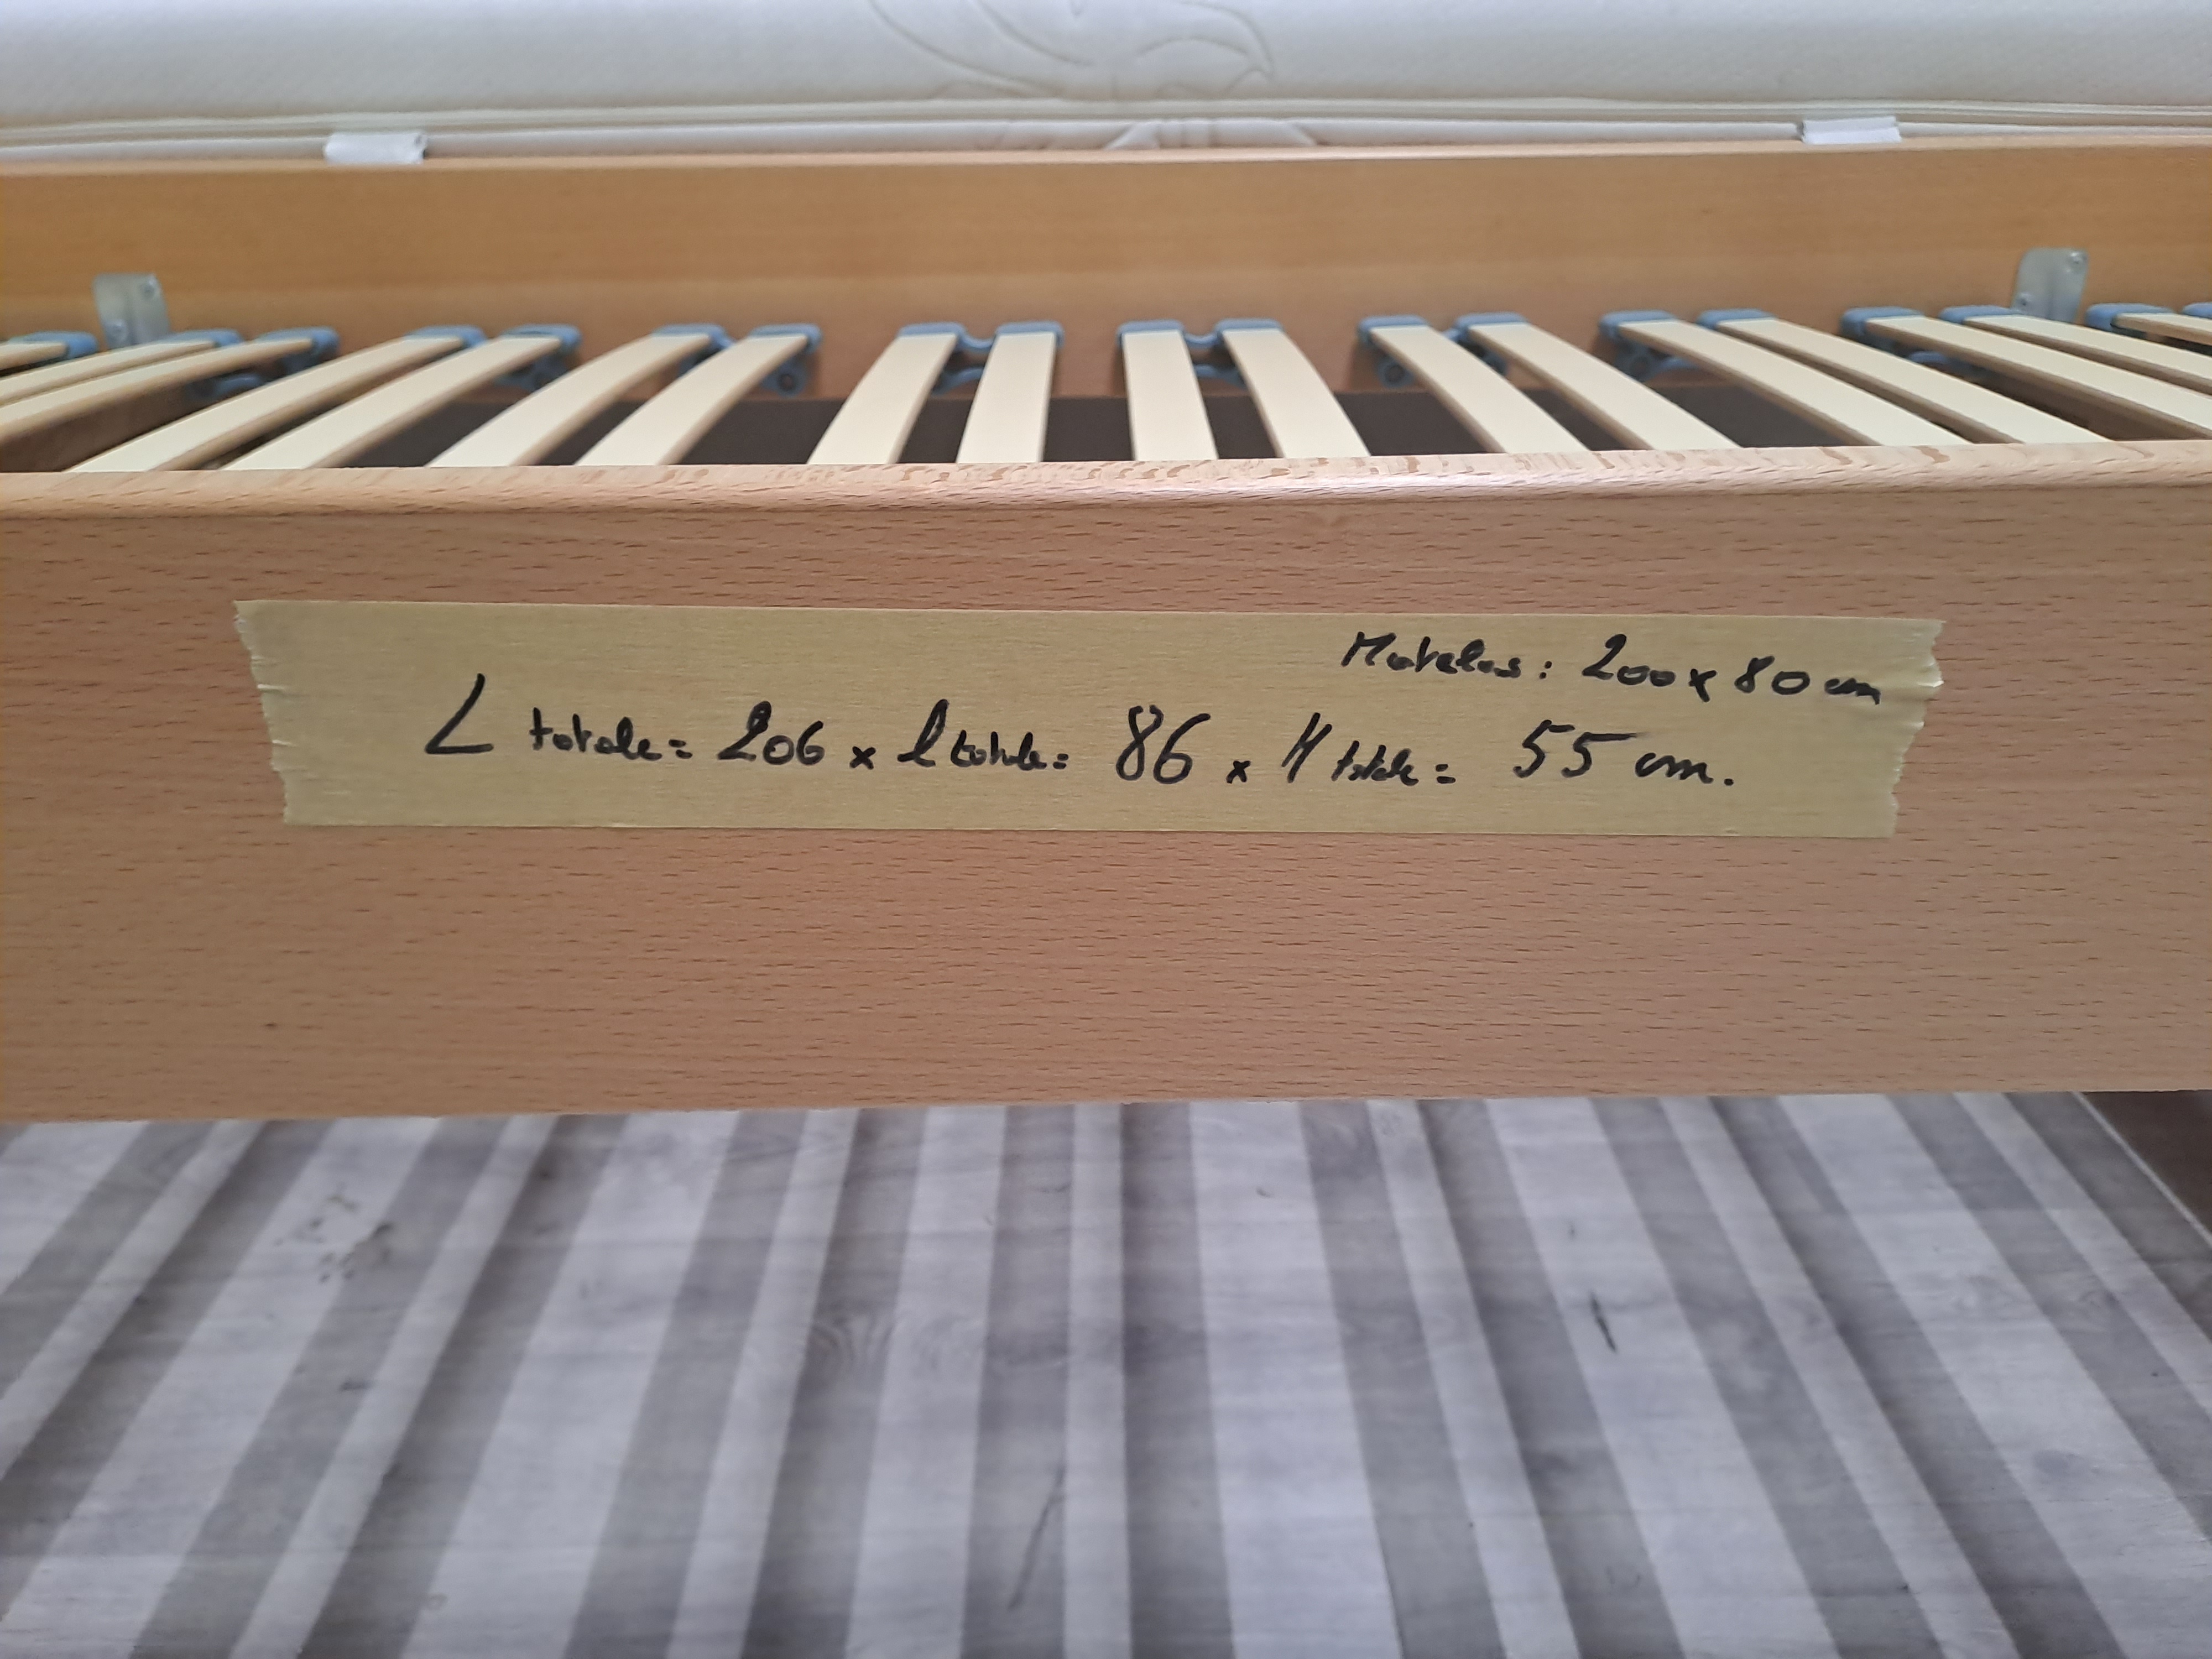 Matelas : 200 x 80 cm
L totale = 206 x l totale = 86 x H totale = 55 cm.